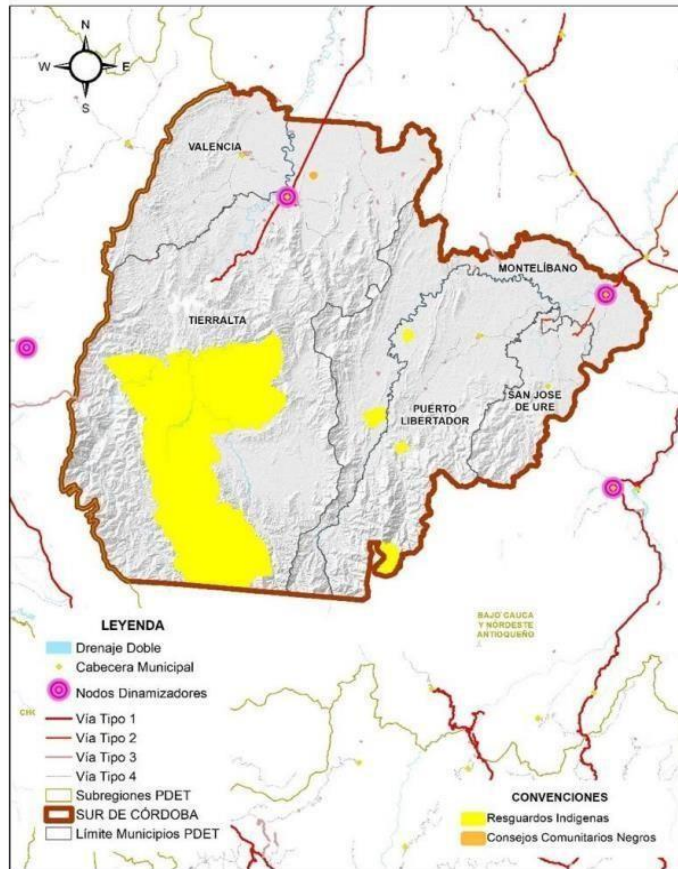 N
W E
S
VALENCIA
MONTELÍBANO
TIERRALTA
SAN JOSE
DE URE
PUERTO
LIBERTADOR
BAJO CAUCA
Y NORDESTE
ANTIOQUEÑO
LEYENDA
Drenaje Doble
Cabecera Municipal
Nodos Dinamizadores
CHO
Vía Tipo 1
Vía Tipo 2
Vía Tipo 3
Vía Tipo 4
Subregiones PDET
SUR DE CÓRDOBA
Límite Municipios PDET
CONVENCIONES
Resguardos Indigenas
Consejos Comunitarios Negros